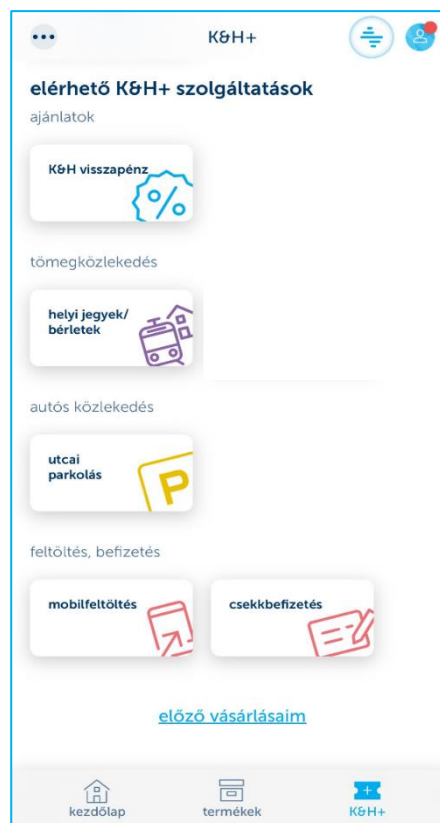 K&H+
elérhető K&H+ szolgáltatások
ajánlatok
K&H visszapénz
%
tömegközlekedés
helyi jegyek/
bérletek
autós közlekedés
utcai
parkolás
P
feltöltés, befizetés
mobilfeltöltés
csekkbefizetés
előző vásárlásaim
kezdőlap
termékek
K&H+